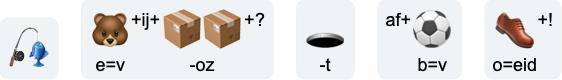 +ij+ +?
e=v -oz
-t
af+
b=v
+!
o=eid